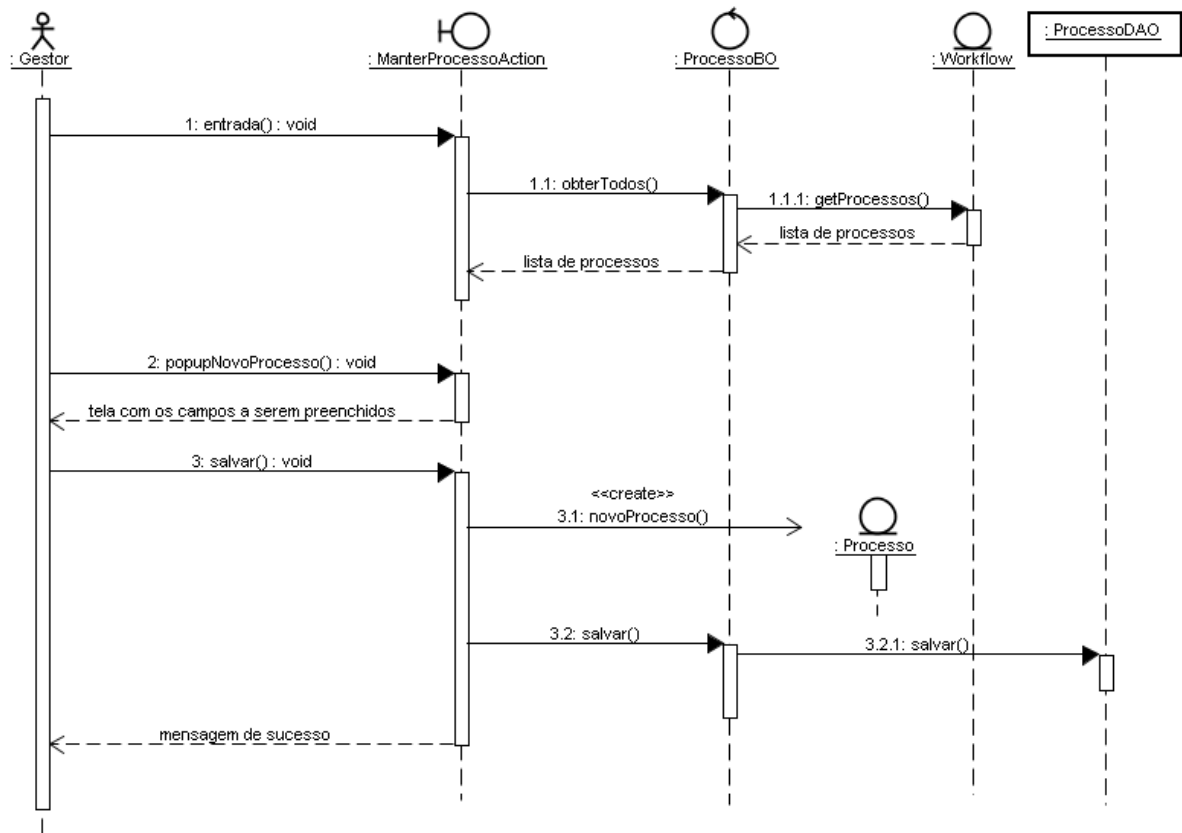 : Gestor
: ManterProcessoAction
: ProcessoBO
: Workflow
: ProcessoDAO
1: entrada() : void
1.1: obterTodos()
1.1.1: getProcessos()
lista de processos
lista de processos
2: popupNovoProcesso() : void
tela com os campos a serem preenchidos
3: salvar() : void
<<create>>
3.1: novoProcesso()
: Processo
3.2: salvar()
3.2.1: salvar()
mensagem de sucesso